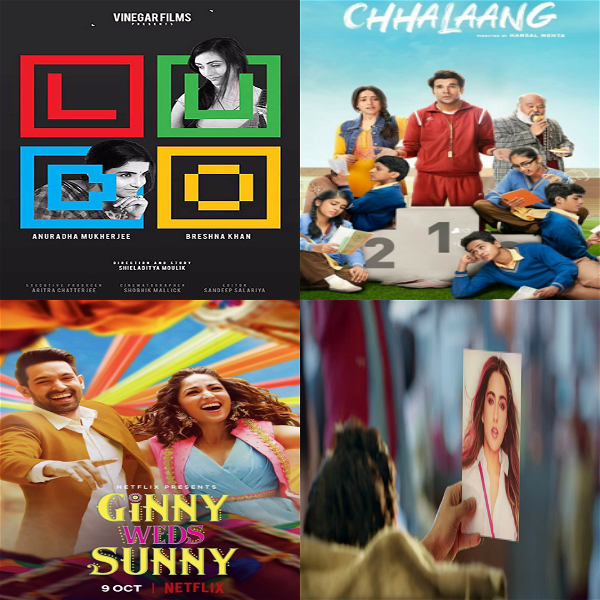 VINEGAR FILMS
PRESENTS
L U
D O
ANURADHA MUKHERJEE BRESHNA KHAN
DIRECTION AND STORY
SHIELADITYA MOULIK
EXECUTIVE PRODUCER CINEMATOGRAPHER EDITOR
ARITRA CHATTERJEE SHOBHIK MALLICK SANDEEP SALARIYA
CHHALAANG
DIRECTED BY HANSAL MEHTA
1
2
NETFLIX PRESENTS
GINNY
WEDS
SUNNY
9 OCT | NETFLIX